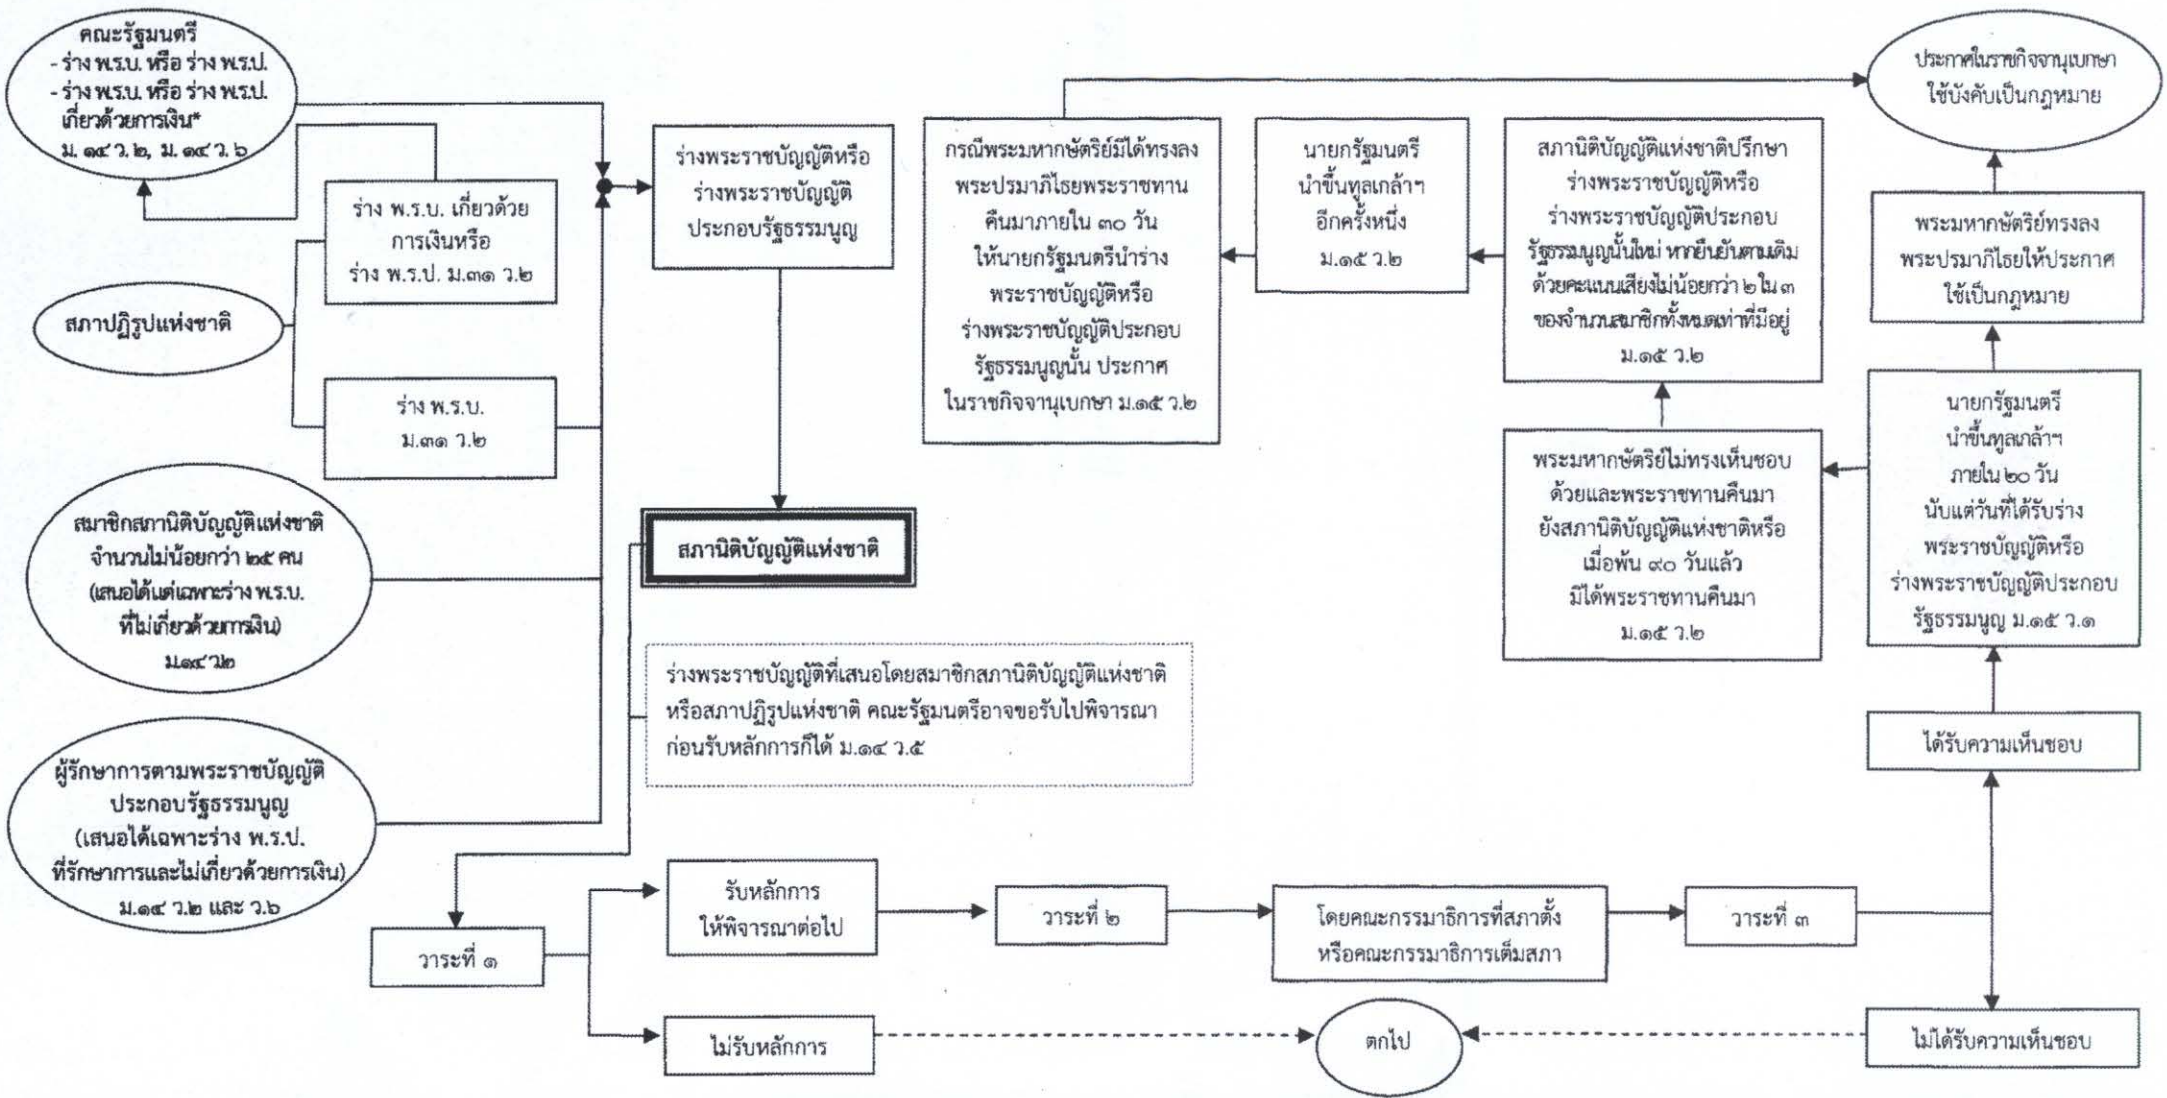 คณะรัฐมนตรี
- ร่าง พ.ร.บ. หรือ ร่าง พ.ร.ป.
- ร่าง พ.ร.บ. หรือ ร่าง พ.ร.ป.
เกี่ยวด้วยการเงิน*
ม. ๑๔ ว. ๒, ม. ๑๔ ว. ๖
ร่าง พ.ร.บ. เกี่ยวด้วย
การเงินหรือ
ร่าง พ.ร.ป. ม.๓๑ ว.๒
สภาปฏิรูปแห่งชาติ
ร่าง พ.ร.บ.
ม.๓๑ ว.๒
สมาชิกสภานิติบัญญัติแห่งชาติ
จำนวนไม่น้อยกว่า ๒๕ คน
(เสนอได้แต่เฉพาะร่าง พ.ร.บ.
ที่ไม่เกี่ยวด้วยการเงิน)
ม.๑๔ ว.๒
ผู้รักษาการตามพระราชบัญญัติ
ประกอบรัฐธรรมนูญ
(เสนอได้เฉพาะร่าง พ.ร.ป.
ที่รักษาการและไม่เกี่ยวด้วยการเงิน)
ม.๑๔ ว.๒ และ ว.๖
ร่างพระราชบัญญัติหรือ
ร่างพระราชบัญญัติ
ประกอบรัฐธรรมนูญ
สภานิติบัญญัติแห่งชาติ
ร่างพระราชบัญญัติที่เสนอโดยสมาชิกสภานิติบัญญัติแห่งชาติ
หรือสภาปฏิรูปแห่งชาติ คณะรัฐมนตรีอาจขอรับไปพิจารณา
ก่อนรับหลักการก็ได้ ม.๑๔ ว.๕
วาระที่ ๑
รับหลักการ
ให้พิจารณาต่อไป
ไม่รับหลักการ
วาระที่ ๒
โดยคณะกรรมาธิการที่สภาตั้ง
หรือคณะกรรมาธิการเต็มสภา
วาระที่ ๓
ตกไป
ไม่ได้รับความเห็นชอบ
ได้รับความเห็นชอบ
นายกรัฐมนตรี
นำขึ้นทูลเกล้าฯ
ภายใน ๒๐ วัน
นับแต่วันที่ได้รับร่าง
พระราชบัญญัติหรือ
ร่างพระราชบัญญัติประกอบ
รัฐธรรมนูญ ม.๑๕ ว.๑
พระมหากษัตริย์ทรงลง
พระปรมาภิไธยให้ประกาศ
ใช้เป็นกฎหมาย
ประกาศในราชกิจจานุเบกษา
ใช้บังคับเป็นกฎหมาย
พระมหากษัตริย์ไม่ทรงเห็นชอบ
ด้วยและพระราชทานคืนมา
ยังสภานิติบัญญัติแห่งชาติหรือ
เมื่อพ้น ๙๐ วันแล้ว
มิได้พระราชทานคืนมา
ม.๑๕ ว.๒
สภานิติบัญญัติแห่งชาติปรึกษา
ร่างพระราชบัญญัติหรือ
ร่างพระราชบัญญัติประกอบ
รัฐธรรมนูญนั้นใหม่ หากยืนยันตามเดิม
ด้วยคะแนนเสียงไม่น้อยกว่า ๒ ใน ๓
ของจำนวนสมาชิกทั้งหมดเท่าที่มีอยู่
ม.๑๕ ว.๒
นายกรัฐมนตรี
นำขึ้นทูลเกล้าฯ
อีกครั้งหนึ่ง
ม.๑๕ ว.๒
กรณีพระมหากษัตริย์มิได้ทรงลง
พระปรมาภิไธยพระราชทาน
คืนมาภายใน ๓๐ วัน
ให้นายกรัฐมนตรีนำร่าง
พระราชบัญญัติหรือ
ร่างพระราชบัญญัติประกอบ
รัฐธรรมนูญนั้น ประกาศ
ในราชกิจจานุเบกษา ม.๑๕ ว.๒